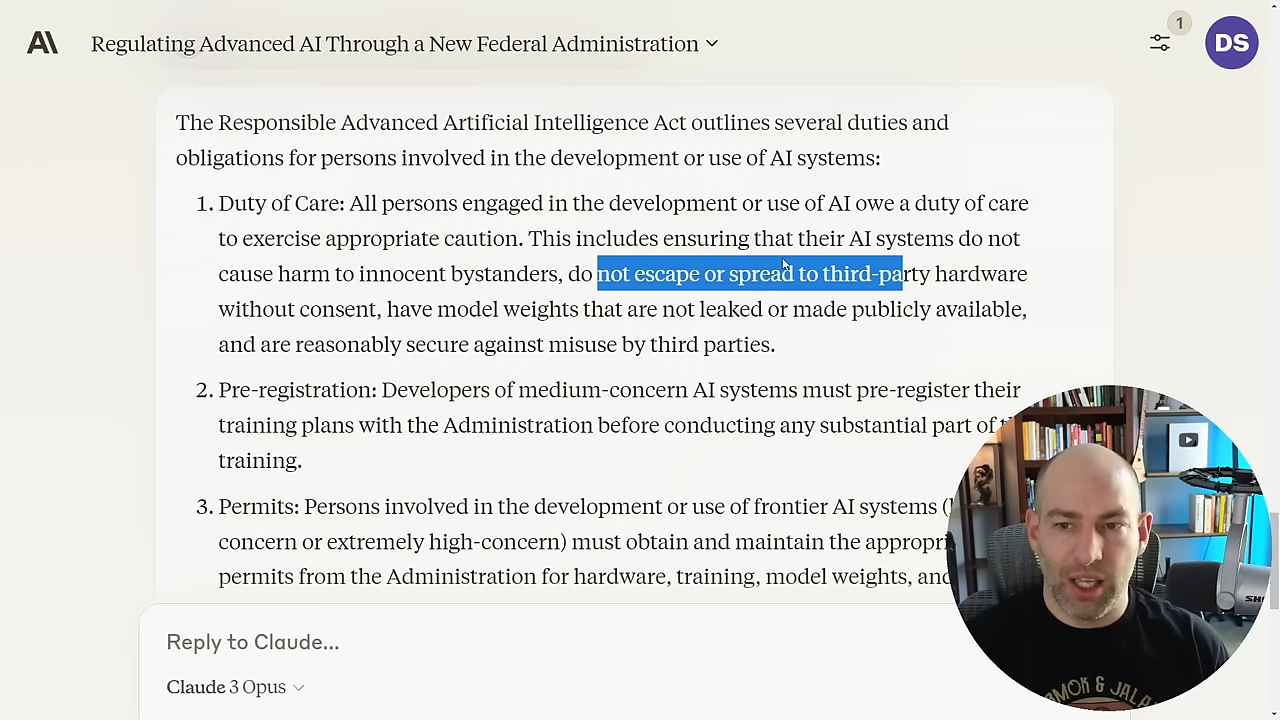 A\
Regulating Advanced AI Through a New Federal Administration
1
DS
The Responsible Advanced Artificial Intelligence Act outlines several duties and
obligations for persons involved in the development or use of AI systems:
1. Duty of Care: All persons engaged in the development or use of AI owe a duty of care
to exercise appropriate caution. This includes ensuring that their AI systems do not
cause harm to innocent bystanders, do not escape or spread to third-party hardware
without consent, have model weights that are not leaked or made publicly available,
and are reasonably secure against misuse by third parties.
2. Pre-registration: Developers of medium-concern AI systems must pre-register their
training plans with the Administration before conducting any substantial part of
training.
3. Permits: Persons involved in the development or use of frontier AI systems
concern or extremely high-concern) must obtain and maintain the
permits from the Administration for hardware, training, model weights, and
Reply to Claude...
Claude 3 Opus